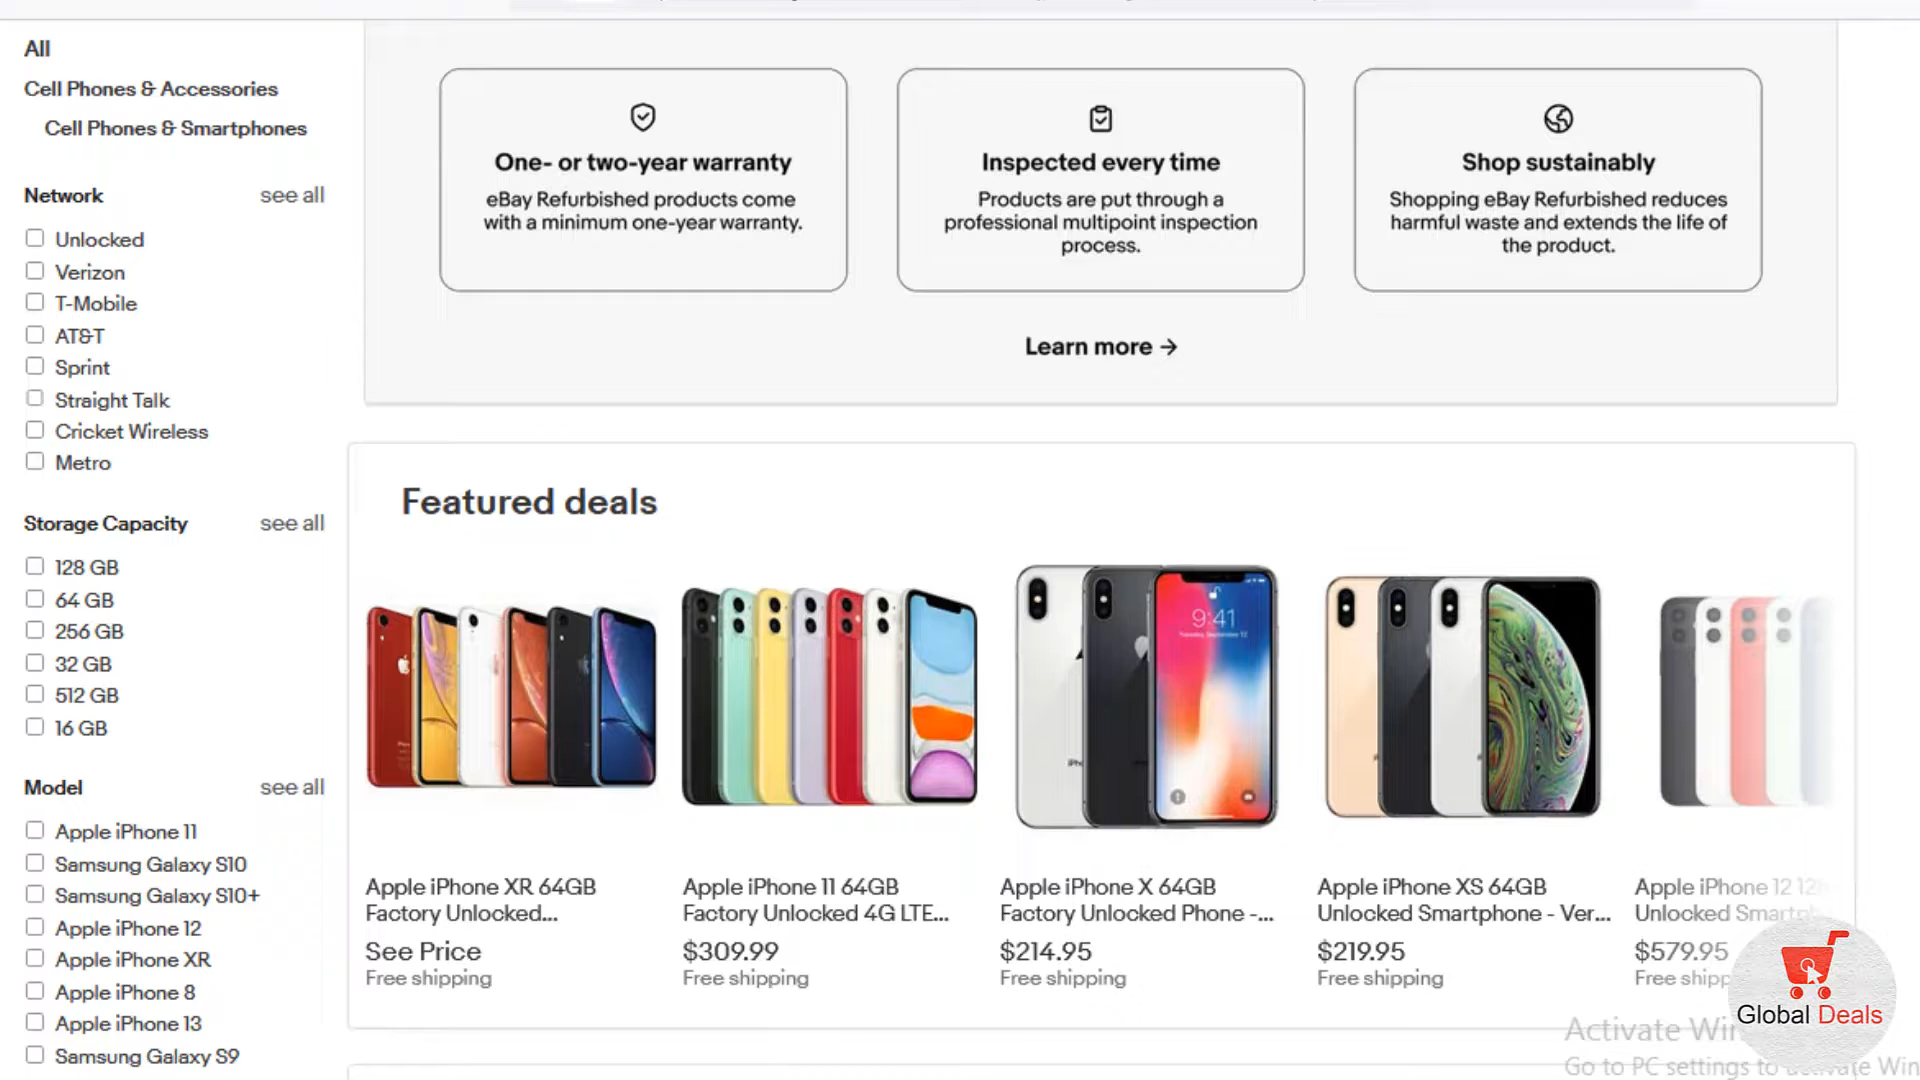 All
Cell Phones & Accessories
Cell Phones & Smartphones
Network see all
Unlocked
Verizon
T-Mobile
AT&T
Sprint
Straight Talk
Cricket Wireless
Metro
Storage Capacity see all
128 GB
64 GB
256 GB
32 GB
512 GB
16 GB
Model see all
Apple iPhone 11
Samsung Galaxy S10
Samsung Galaxy S10+
Apple iPhone 12
Apple iPhone XR
Apple iPhone 8
Apple iPhone 13
Samsung Galaxy S9
One- or two-year warranty
eBay Refurbished products come
with a minimum one-year warranty.
Inspected every time
Products are put through a
professional multipoint inspection
process.
Shop sustainably
Shopping eBay Refurbished reduces
harmful waste and extends the life of
the product.
Learn more →
Featured deals
9:41
Apple iPhone XR 64GB
Factory Unlocked...
See Price
Free shipping
Apple iPhone 11 64GB
Factory Unlocked 4G LTE...
$309.99
Free shipping
Apple iPhone X 64GB
Factory Unlocked Phone -...
$214.95
Free shipping
Apple iPhone XS 64GB
Unlocked Smartphone - Ver...
$219.95
Free shipping
Apple iPhone 12
Unlocked
$579.95
Free
Global Deals
Activate
Go to PC settings to activate Win